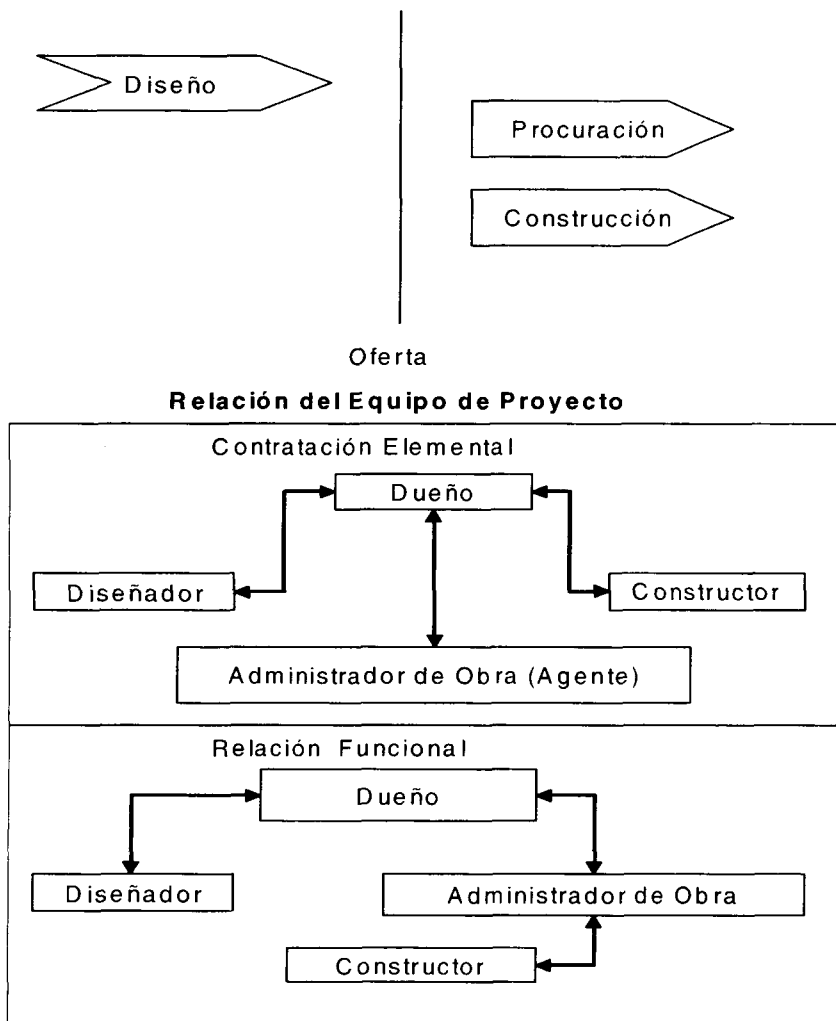 Diseño
Procuración
Construcción
Oferta
Relación del Equipo de Proyecto
Contratación Elemental
Dueño
Diseñador
Constructor
Administrador de Obra (Agente)
Relación Funcional
Dueño
Diseñador
Administrador de Obra
Constructor